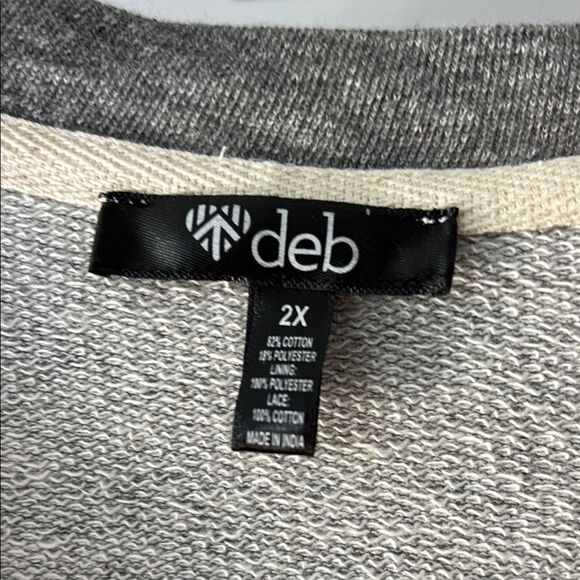 deb
2X
82% COTTON
18% POLYESTER
LINING:
100% POLYESTER
LACE:
100% COTTON
MADE IN INDIA